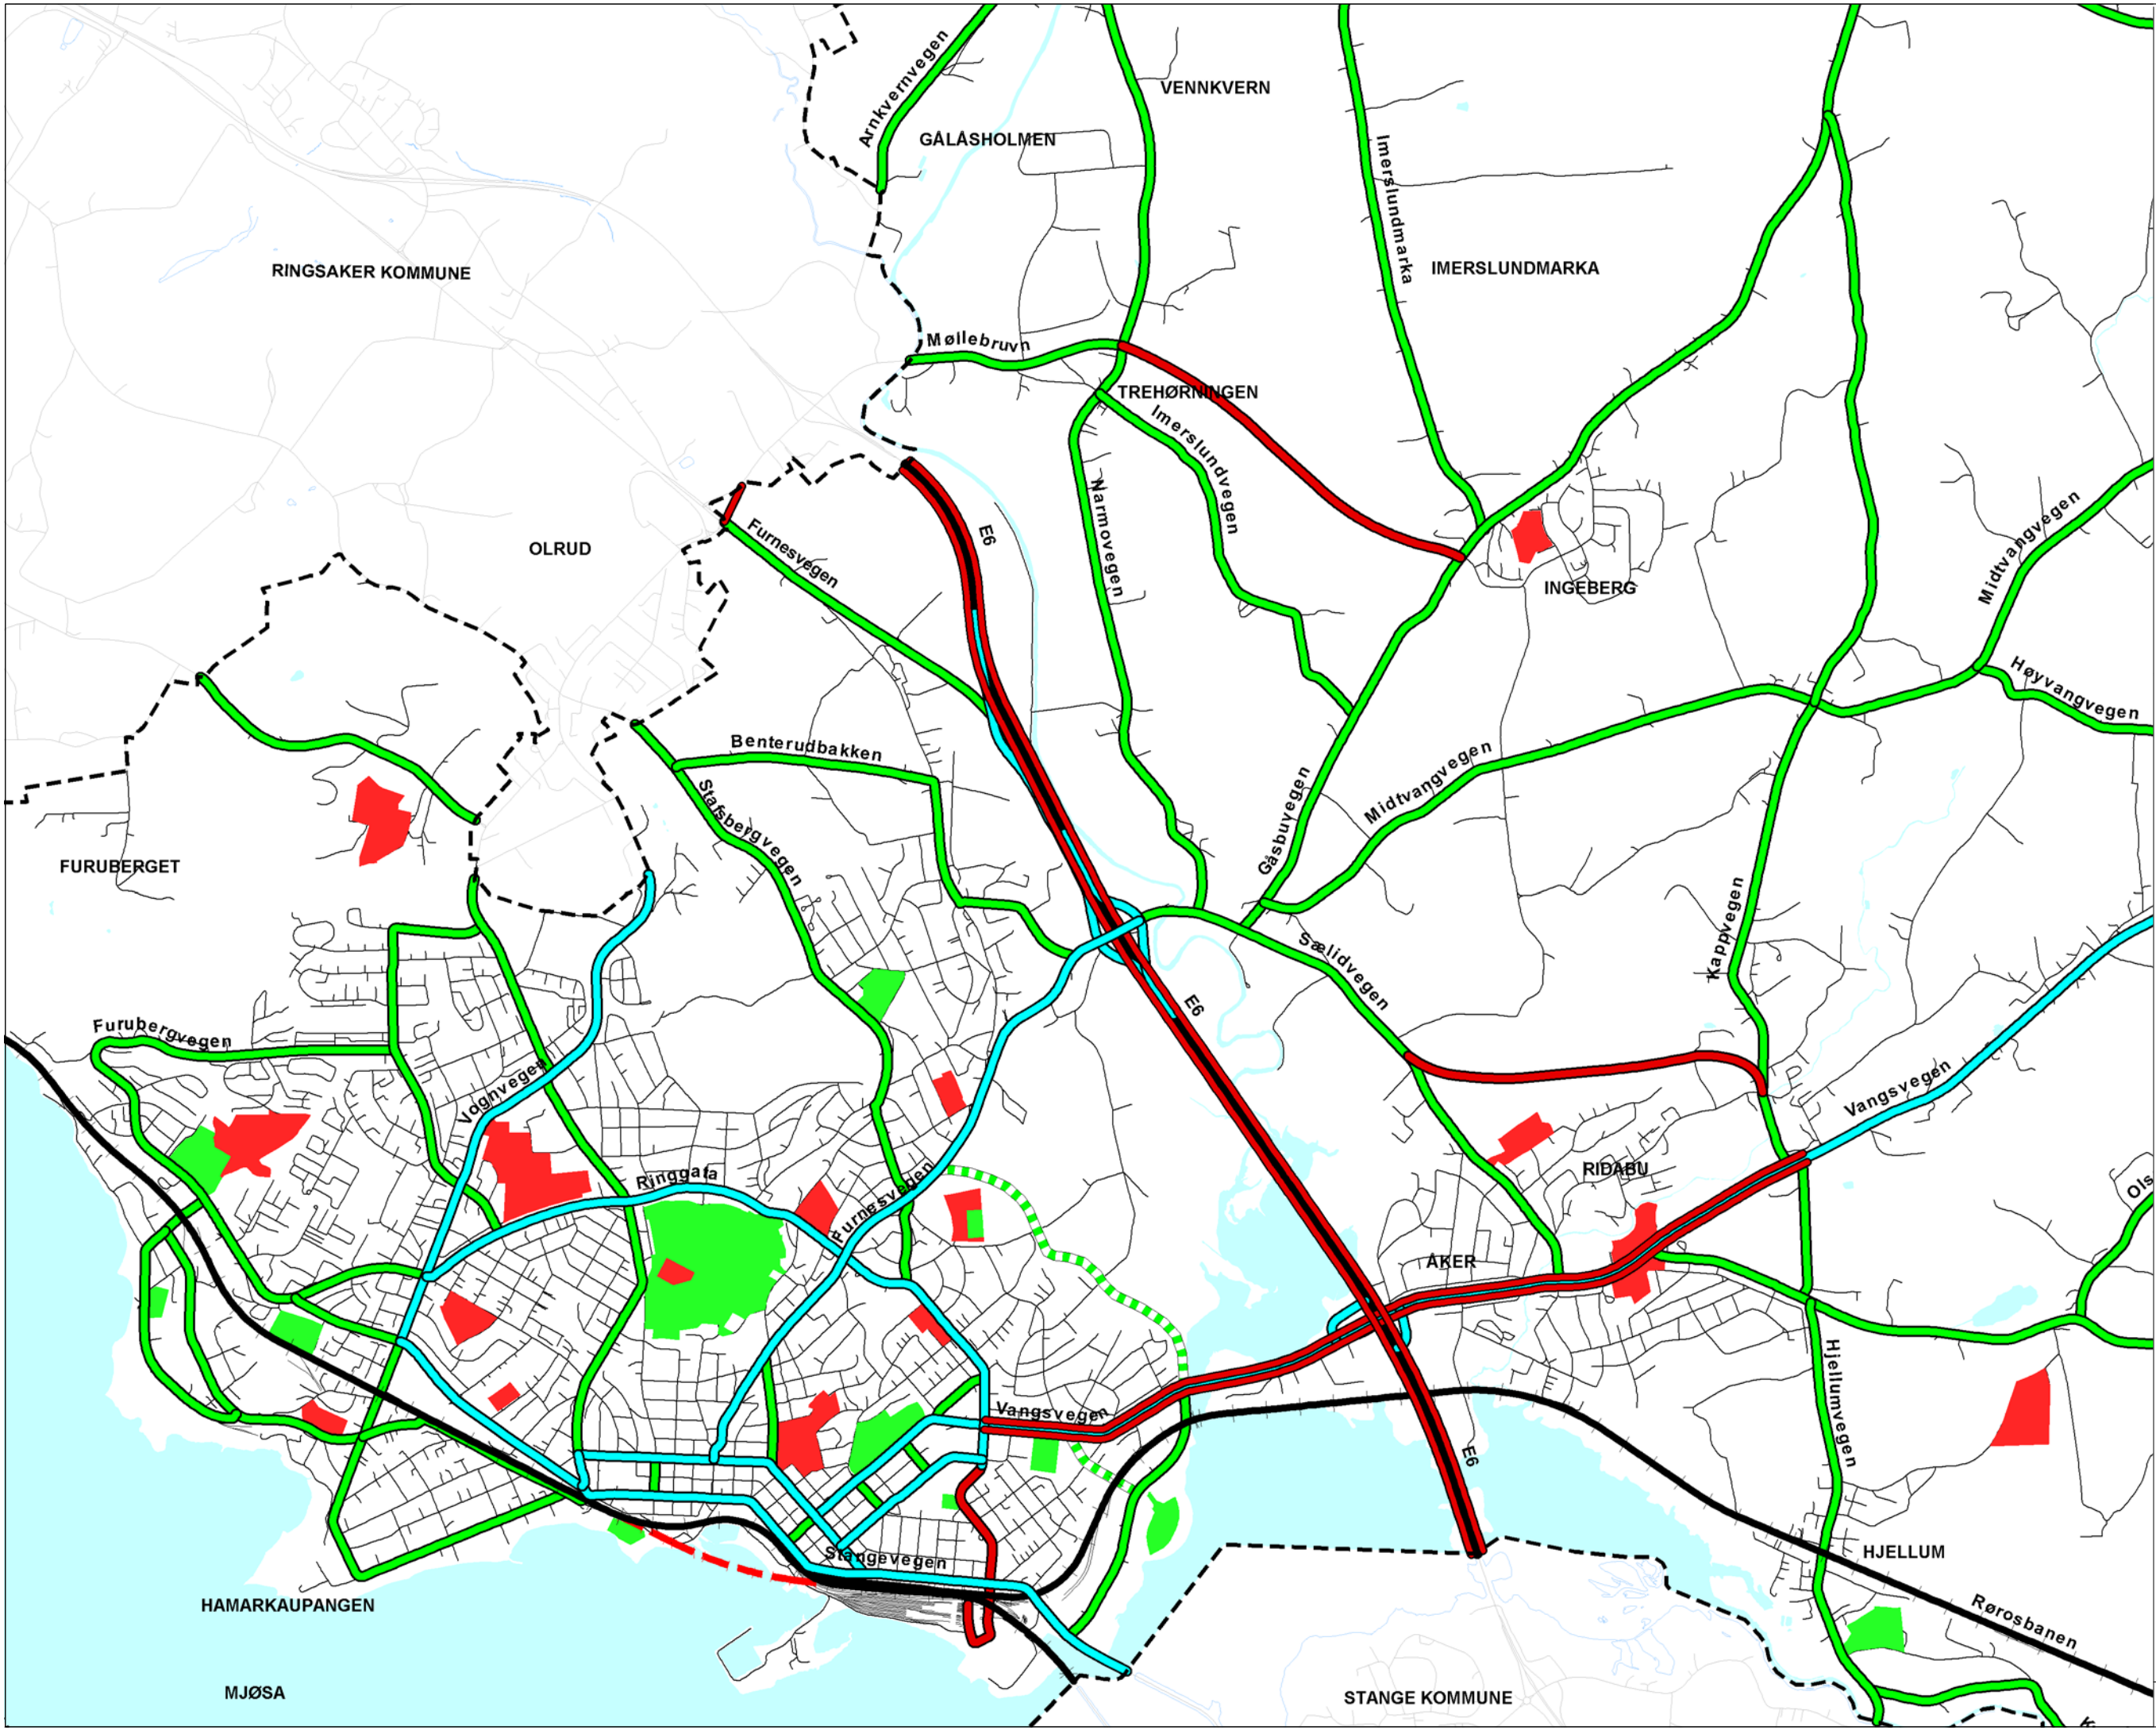 Arnkvernvegen
VENNKVERN
GÅLÅSHOLMEN
Imerslundmarka
RINGSAKER KOMMUNE
IMERSLUNDMARKA
Møllebruvn
TREHØRNINGEN
Imerslundvegen
Narmovegen
Furnesvegen
E6
OLRUD
INGEBERG
Midtvangvegen
Høyvangvegen
Benterudbakken
Stafsbergvegen
Gåsbuvegen
Midtvangvegen
FURUBERGET
Kappvegen
Sælidvegen
E6
Furubergvegen
Vognvegen
Vangsvegen
Ringgata
Furnesvegen
RIDABU
Ols
ÅKER
Hjellumvegen
Vangsvegen
E6
Stangevegen
HJELLUM
HAMARKAUPANGEN
Rørosbanen
MJØSA
STANGE KOMMUNE
K